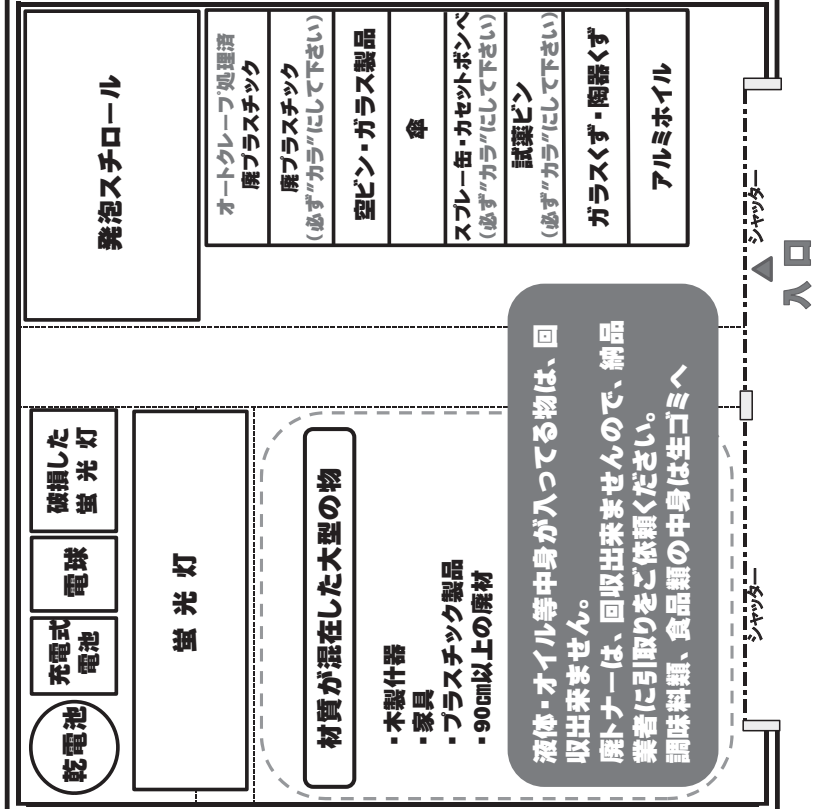 発泡スチロール
オートクレーブ処理済
廃プラスチック
廃プラスチック
(必ず"カラ"にして下さい)
空ビン・ガラス製品
傘
スプレー缶・カセットボンベ
(必ず"カラ"にして下さい)
試薬ビン
(必ず"カラ"にして下さい)
ガラスくず・陶器くず
アルミホイル
シャッター
入口
破損した
蛍光灯
電球
充電式
電池
乾電池
蛍光灯
材質が混在した大型の物
・木製什器
・家具
・プラスチック製品
・90cm以上の廃材
液体・オイル等中身が入ってる物は、回
収出来ません。
廃トナーは、回収出来ませんので、納品
業者に引取りをご依頼ください。
調味料類、食品類の中身は生ゴミへ
シャッター